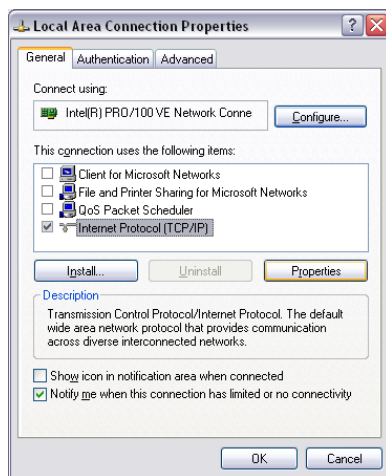 Local Area Connection Properties
General Authentication Advanced
Connect using:
Intel(R) PRO/100 VE Network Conne
Configure...
This connection uses the following items:
Client for Microsoft Networks
File and Printer Sharing for Microsoft Networks
QoS Packet Scheduler
Internet Protocol (TCP/IP)
Install... Uninstall Properties
Description
Transmission Control Protocol/Internet Protocol. The default
wide area network protocol that provides communication
across diverse interconnected networks.
Show icon in notification area when connected
Notify me when this connection has limited or no connectivity
OK Cancel